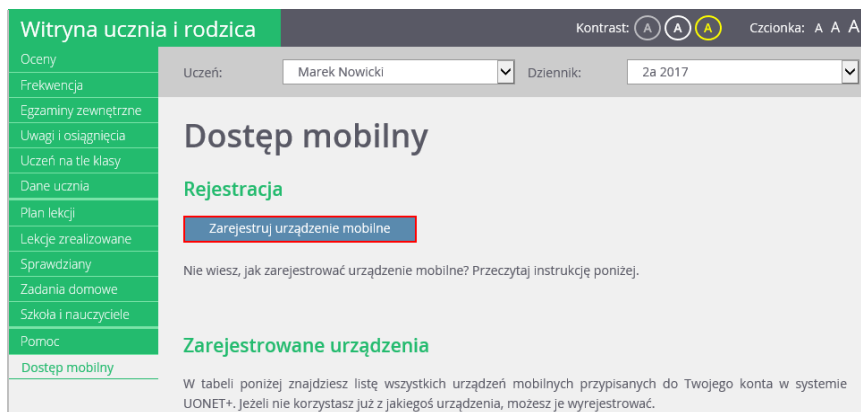 Witryna ucznia i rodzica
Kontrast: A A A Czcionka: A A A
Oceny
Frekwencja
Egzaminy zewnętrzne
Uwagi i osiągnięcia
Uczeń na tle klasy
Dane ucznia
Plan lekcji
Lekcje zrealizowane
Sprawdziany
Zadania domowe
Szkoła i nauczyciele
Pomoc
Dostęp mobilny
Uczeń: Marek Nowicki Dziennik: 2a 2017
Dostęp mobilny
Rejestracja
Zarejestruj urządzenie mobilne
Nie wiesz, jak zarejestrować urządzenie mobilne? Przeczytaj instrukcję poniżej.
Zarejestrowane urządzenia
W tabeli poniżej znajdziesz listę wszystkich urządzeń mobilnych przypisanych do Twojego konta w systemie
UONET+. Jeżeli nie korzystasz już z jakiegoś urządzenia, możesz je wyrejestrować.